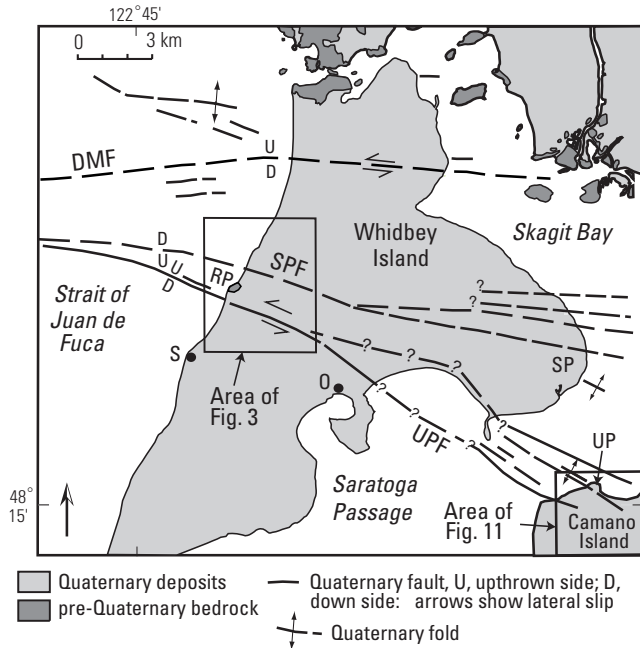 122° 45'
0 3 km
U
DMF
D
Whidbey
Island
Skagit Bay
D
U
U
RP
D
SPF
?
?
Strait of
Juan de
Fuca
S
?
?
?
SP
Area of
Fig. 3
O
?
?
?
UPF
UP
48°
15'
Saratoga
Passage
Area of
Fig. 11
Camano
Island
Quaternary deposits
pre-Quaternary bedrock
Quaternary fault, U, upthrown side; D,
down side: arrows show lateral slip
Quaternary fold